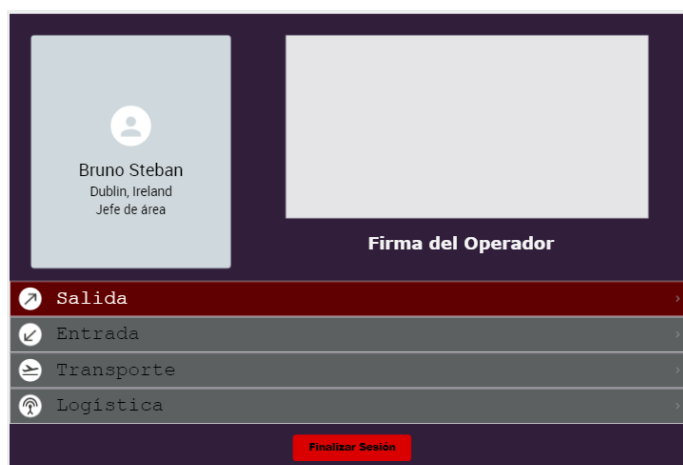 Bruno Steban
Dublin, Ireland
Jefe de área
Firma del Operador
Salida
Entrada
Transporte
Logística
Finalizar Sesión